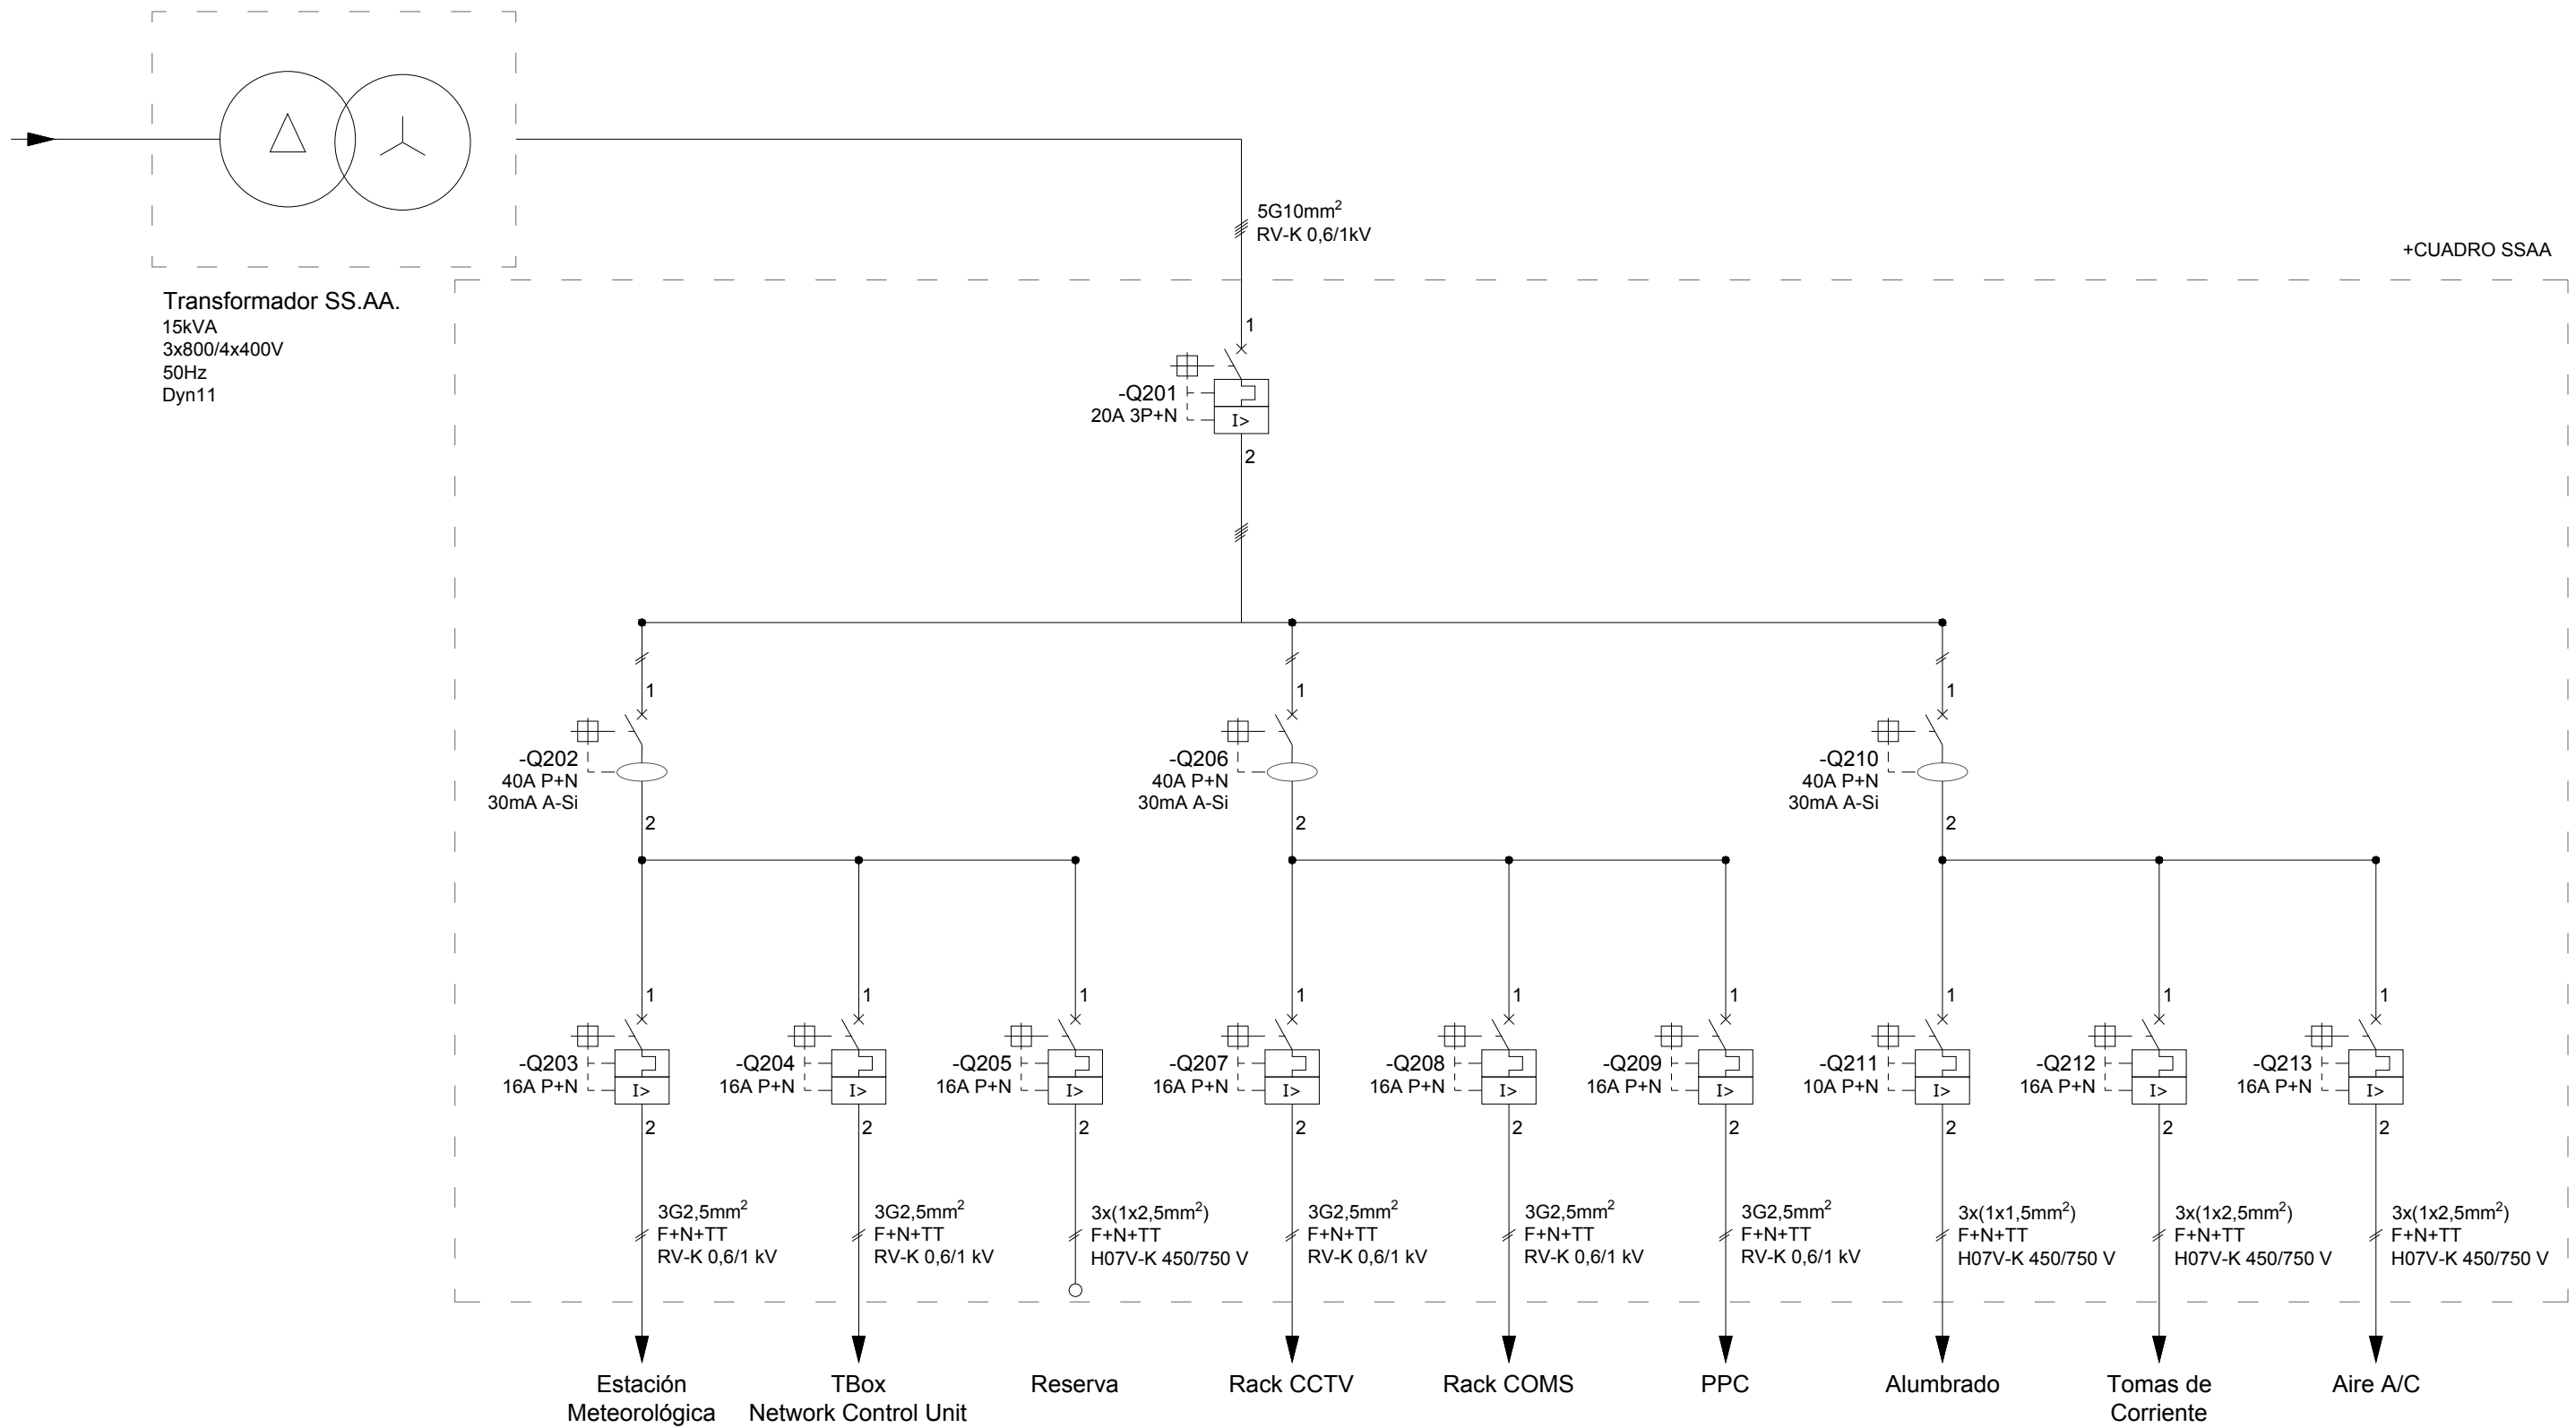 5G10mm²
RV-K 0,6/1kV
+CUADRO SSAA
Transformador SS.AA.
15kVA
3x800/4x400V
50Hz
Dyn11
1
-Q201
20A 3P+N
I>
2
1
-Q202
40A P+N
30mA A-Si
2
1
-Q206
40A P+N
30mA A-Si
2
1
-Q210
40A P+N
30mA A-Si
2
1
-Q203
16A P+N
I>
2
3G2,5mm²
F+N+TT
RV-K 0,6/1 kV
Estación
Meteorológica
1
-Q204
16A P+N
I>
2
3G2,5mm²
F+N+TT
RV-K 0,6/1 kV
TBox
Network Control Unit
1
-Q205
16A P+N
I>
2
3x(1x2,5mm²)
F+N+TT
H07V-K 450/750 V
Reserva
1
-Q207
16A P+N
I>
2
3G2,5mm²
F+N+TT
RV-K 0,6/1 kV
Rack CCTV
1
-Q208
16A P+N
I>
2
3G2,5mm²
F+N+TT
RV-K 0,6/1 kV
Rack COMS
1
-Q209
16A P+N
I>
2
3G2,5mm²
F+N+TT
RV-K 0,6/1 kV
PPC
1
-Q211
10A P+N
I>
2
3x(1x1,5mm²)
F+N+TT
H07V-K 450/750 V
Alumbrado
1
-Q212
16A P+N
I>
2
3x(1x2,5mm²)
F+N+TT
H07V-K 450/750 V
Tomas de
Corriente
1
-Q213
16A P+N
I>
2
3x(1x2,5mm²)
F+N+TT
H07V-K 450/750 V
Aire A/C